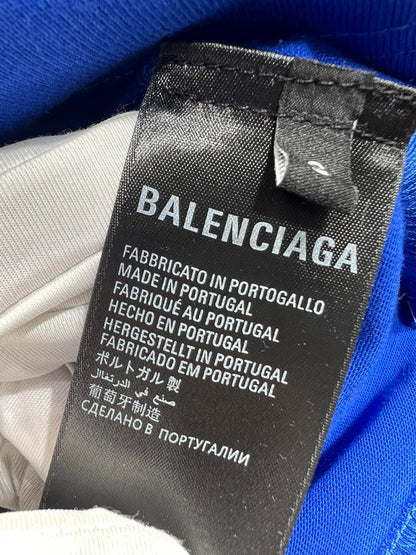 2
BALENCIAGA
FABBRICATO IN PORTOGALLO
MADE IN PORTUGAL
FABRIQUÉ AU PORTUGAL
HECHO EN PORTUGAL
HERGESTELLT IN PORTUGAL
FABRICADO EM PORTUGAL
ポルトガル製
صنع في البرتغال
葡萄牙制造
СДЕЛАНО В ПОРТУГАЛИИ